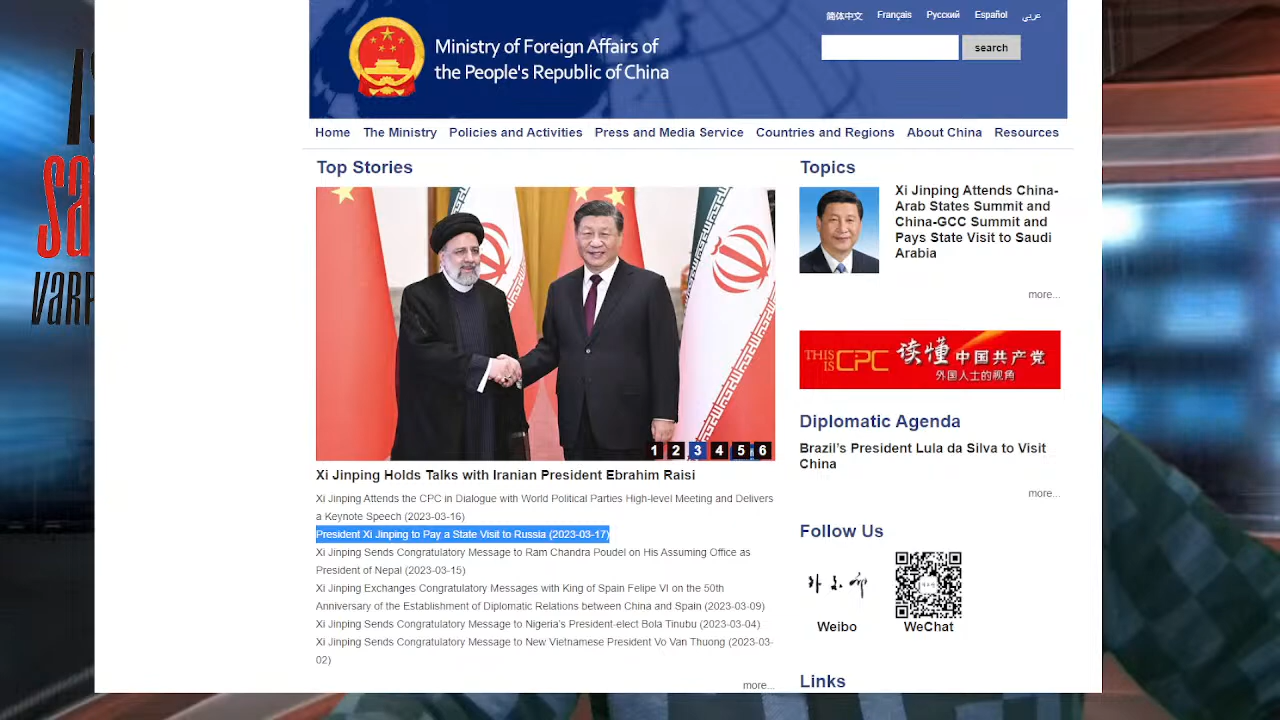 简体中文 Français Русский Español عربي
Ministry of Foreign Affairs of
the People's Republic of China
search
Home The Ministry Policies and Activities Press and Media Service Countries and Regions About China Resources
Top Stories
1 2 3 4 5 6
Xi Jinping Holds Talks with Iranian President Ebrahim Raisi
Xi Jinping Attends the CPC in Dialogue with World Political Parties High-level Meeting and Delivers
a Keynote Speech (2023-03-16)
President Xi Jinping to Pay a State Visit to Russia (2023-03-17)
Xi Jinping Sends Congratulatory Message to Ram Chandra Poudel on His Assuming Office as
President of Nepal (2023-03-15)
Xi Jinping Exchanges Congratulatory Messages with King of Spain Felipe VI on the 50th
Anniversary of the Establishment of Diplomatic Relations between China and Spain (2023-03-09)
Xi Jinping Sends Congratulatory Message to Nigeria's President-elect Bola Tinubu (2023-03-04)
Xi Jinping Sends Congratulatory Message to New Vietnamese President Vo Van Thuong (2023-03-
02)
more...
Topics
Xi Jinping Attends China-
Arab States Summit and
China-GCC Summit and
Pays State Visit to Saudi
Arabia
more...
THIS IS CPC 读懂中国共产党
外国人士的视角
Diplomatic Agenda
Brazil's President Lula da Silva to Visit
China
more...
Follow Us
外交部
Weibo WeChat
Links